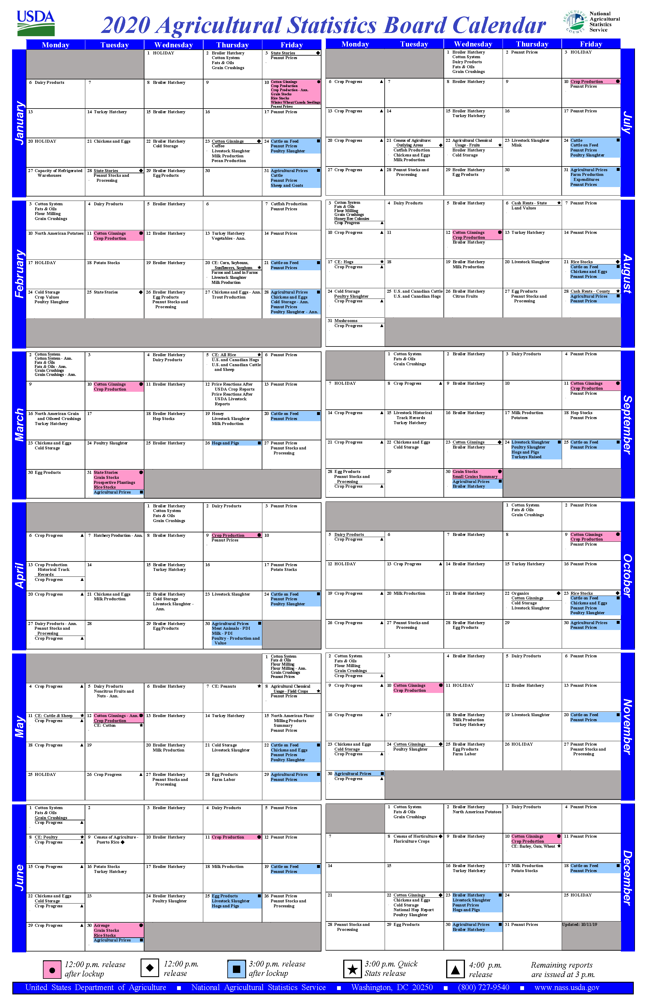 USDA
2020 Agricultural Statistics Board Calendar
AGRICULTURE COUNTS
National
Agricultural
Statistics
Service
Monday Tuesday Wednesday Thursday Friday
January
1 HOLIDAY
2 Broiler Hatchery
Cotton System
Fats & Oils
Grain Crushings
3 State Stories ◆
Peanut Prices
6 Dairy Products
7
8 Broiler Hatchery
9
10 Cotton Ginnings ●
Crop Production
Crop Production - Ann.
Grain Stocks
Rice Stocks
Winter Wheat/Canola Seedings
Peanut Prices
13
14 Turkey Hatchery
15 Broiler Hatchery
16
17 Peanut Prices
20 HOLIDAY
21 Chickens and Eggs
22 Broiler Hatchery
Cold Storage
23 Cotton Ginnings ◆
Coffee
Livestock Slaughter
Milk Production
Pecan Production
24 Cattle on Feed ■
Peanut Prices
Poultry Slaughter
27 Capacity of Refrigerated
Warehouses
28 State Stories ◆
Peanut Stocks and
Processing
29 Broiler Hatchery
Egg Products
30
31 Agricultural Prices ■
Cattle
Peanut Prices
Sheep and Goats
February
3 Cotton System
Fats & Oils
Flour Milling
Grain Crushings
4 Dairy Products
5 Broiler Hatchery
6
7 Catfish Production
Peanut Prices
10 North American Potatoes
11 Cotton Ginnings ●
Crop Production
12 Broiler Hatchery
13 Turkey Hatchery
Vegetables - Ann.
14 Peanut Prices
17 HOLIDAY
18 Potato Stocks
19 Broiler Hatchery
20 CE: Corn, Soybeans,
Sunflowers, Sorghum ★
Farms and Land in Farms
Livestock Slaughter
Milk Production
21 Cattle on Feed ■
Peanut Prices
24 Cold Storage
Crop Values
Poultry Slaughter
25 State Stories ◆
26 Broiler Hatchery
Egg Products
Peanut Stocks and
Processing
27 Chickens and Eggs - Ann.
Trout Production
28 Agricultural Prices ■
Chickens and Eggs
Cold Storage - Ann.
Peanut Prices
Poultry Slaughter - Ann.
March
2 Cotton System
Cotton System - Ann.
Fats & Oils
Fats & Oils - Ann.
Grain Crushings
Grain Crushings - Ann.
3
4 Broiler Hatchery
Dairy Products
5 CE: All Rice ★
U.S. and Canadian Hogs
U.S. and Canadian Cattle
and Sheep
6 Peanut Prices
9
10 Cotton Ginnings ●
Crop Production
11 Broiler Hatchery
12 Price Reactions After
USDA Crop Reports
Price Reactions After
USDA Livestock
Reports
13 Peanut Prices
16 North American Grain
and Oilseed Crushings
Turkey Hatchery
17
18 Broiler Hatchery
Hop Stocks
19 Honey
Livestock Slaughter
Milk Production
20 Cattle on Feed ■
Peanut Prices
23 Chickens and Eggs
Cold Storage
24 Poultry Slaughter
25 Broiler Hatchery
26 Hogs and Pigs ■
27 Peanut Prices
Peanut Stocks and
Processing
30 Egg Products
31 State Stories ●
Grain Stocks
Prospective Plantings
Rice Stocks
Agricultural Prices ■
April
1 Broiler Hatchery
Cotton System
Fats & Oils
Grain Crushings
2 Dairy Products
3 Peanut Prices
6 Crop Progress ▲
7 Hatchery Production - Ann.
8 Broiler Hatchery
9 Crop Production ●
Peanut Prices
10
13 Crop Production
Historical Track
Records
Crop Progress ▲
14
15 Broiler Hatchery
Turkey Hatchery
16
17 Peanut Prices
Potato Stocks
20 Crop Progress ▲
21 Chickens and Eggs
Milk Production
22 Broiler Hatchery
Cold Storage
Livestock Slaughter -
Ann.
23 Livestock Slaughter
24 Cattle on Feed ■
Peanut Prices
Poultry Slaughter
27 Dairy Products - Ann.
Peanut Stocks and
Processing
Crop Progress ▲
28
29 Broiler Hatchery
Egg Products
30 Agricultural Prices ■
Meat Animals - PDI
Milk - PDI
Poultry - Production and
Value
May
1 Cotton System
Fats & Oils
Flour Milling
Flour Milling - Ann.
Grain Crushings
Peanut Prices
4 Crop Progress ▲
5 Dairy Products
Noncitrus Fruits and
Nuts - Ann.
6 Broiler Hatchery
7 CE: Peanuts ★
8 Agricultural Chemical
Usage - Field Crops ★
Peanut Prices
11 CE: Cattle & Sheep ★
Crop Progress ▲
12 Cotton Ginnings - Ann. ●
Crop Production
CE: Cotton ★
13 Broiler Hatchery
14 Turkey Hatchery
15 North American Flour
Milling Products
Summary
Peanut Prices
18 Crop Progress ▲
19
20 Broiler Hatchery
Milk Production
21 Cold Storage
Livestock Slaughter
22 Cattle on Feed ■
Chickens and Eggs
Peanut Prices
Poultry Slaughter
25 HOLIDAY
26 Crop Progress ▲
27 Broiler Hatchery
Peanut Stocks and
Processing
28 Egg Products
Farm Labor
29 Agricultural Prices ■
Peanut Prices
June
1 Cotton System
Fats & Oils
Grain Crushings
Crop Progress ▲
2
3 Broiler Hatchery
4 Dairy Products
5 Peanut Prices
8 CE: Poultry ★
Crop Progress ▲
9 Census of Agriculture -
Puerto Rico ◆
10 Broiler Hatchery
11 Crop Production ●
12 Peanut Prices
15 Crop Progress ▲
16 Potato Stocks
Turkey Hatchery
17 Broiler Hatchery
18 Milk Production
19 Cattle on Feed ■
Peanut Prices
22 Chickens and Eggs
Cold Storage
Crop Progress ▲
23
24 Broiler Hatchery
Poultry Slaughter
25 Egg Products ■
Livestock Slaughter
Hogs and Pigs
26 Peanut Prices
Peanut Stocks and
Processing
29 Crop Progress ▲
30 Acreage ●
Grain Stocks
Rice Stocks
Agricultural Prices ■
Monday Tuesday Wednesday Thursday Friday
July
1 Broiler Hatchery
Cotton System
Dairy Products
Fats & Oils
Grain Crushings
2 Peanut Prices
3 HOLIDAY
6 Crop Progress ▲
7
8 Broiler Hatchery
9
10 Crop Production ●
Peanut Prices
13 Crop Progress ▲
14
15 Broiler Hatchery
Turkey Hatchery
16
17 Peanut Prices
20 Crop Progress ▲
21 Census of Agiculture:
Outlying Areas ◆
Catfish Production
Chickens and Eggs
Milk Production
22 Agricultural Chemical
Usage - Fruits ★
Broiler Hatchery
Cold Storage
23 Livestock Slaughter
Mink
24 Cattle ■
Cattle on Feed
Peanut Prices
Poultry Slaughter
27 Crop Progress ▲
28 Peanut Stocks and
Processing
29 Broiler Hatchery
Egg Products
30
31 Agricultural Prices ■
Farm Production
Expenditures
Peanut Prices
August
3 Cotton System
Fats & Oils
Flour Milling
Grain Crushings
Honey Bee Colonies
Crop Progress ▲
4 Dairy Products
5 Broiler Hatchery
6 Cash Rents - State ★
Land Values
7 Peanut Prices
10 Crop Progress ▲
11
12 Cotton Ginnings ●
Crop Production
Broiler Hatchery
13 Turkey Hatchery
14 Peanut Prices
17 CE: Hogs ★
Crop Progress ▲
18
19 Broiler Hatchery
Milk Production
20 Livestock Slaughter
21 Rice Stocks ◆
Cattle on Feed ■
Chickens and Eggs
Peanut Prices
24 Cold Storage
Poultry Slaughter
Crop Progress ▲
25 U.S. and Canadian Cattle
U.S. and Canadian Hogs
26 Broiler Hatchery
Citrus Fruits
27 Egg Products
Peanut Stocks and
Processing
28 Cash Rents - County ★
Agricultural Prices ■
Peanut Prices
31 Mushrooms
Crop Progress ▲
September
1 Cotton System
Fats & Oils
Grain Crushings
2 Broiler Hatchery
3 Dairy Products
4 Peanut Prices
7 HOLIDAY
8 Crop Progress ▲
9 Broiler Hatchery
10
11 Cotton Ginnings ●
Crop Production
Peanut Prices
14 Crop Progress ▲
15 Livestock Historical
Track Records
Turkey Hatchery
16 Broiler Hatchery
17 Milk Production
Potatoes
18 Hop Stocks
Peanut Prices
21 Crop Progress ▲
22 Chickens and Eggs
Cold Storage
23 Cotton Ginnings ◆
Broiler Hatchery
24 Livestock Slaughter ■
Poultry Slaughter
Hogs and Pigs
Turkeys Raised
25 Cattle on Feed ■
Peanut Prices
28 Egg Products
Peanut Stocks and
Processing
Crop Progress ▲
29
30 Grain Stocks ●
Small Grains Summary
Agricultural Prices ■
Broiler Hatchery
October
1 Cotton System
Fats & Oils
Grain Crushings
2 Peanut Prices
5 Dairy Products
Crop Progress ▲
6
7 Broiler Hatchery
8
9 Cotton Ginnings ●
Crop Production
Peanut Prices
12 HOLIDAY
13 Crop Progress ▲
14 Broiler Hatchery
15 Turkey Hatchery
16 Peanut Prices
19 Crop Progress ▲
20 Milk Production
21 Broiler Hatchery
22 Organics ◆
Cotton Ginnings
Cold Storage
Livestock Slaughter
23 Rice Stocks ◆
Cattle on Feed ■
Chickens and Eggs
Peanut Prices
Poultry Slaughter
26 Crop Progress ▲
27 Peanut Stocks and
Processing
28 Broiler Hatchery
Egg Products
29
30 Agricultural Prices ■
Peanut Prices
November
2 Cotton System
Fats & Oils
Flour Milling
Grain Crushings
Crop Progress ▲
3
4 Broiler Hatchery
5 Dairy Products
6 Peanut Prices
9 Crop Progress ▲
10 Cotton Ginnings ●
Crop Production
11 HOLIDAY
12 Broiler Hatchery
13 Peanut Prices
16 Crop Progress ▲
17
18 Broiler Hatchery
Milk Production
Turkey Hatchery
19 Livestock Slaughter
20 Cattle on Feed ■
Peanut Prices
23 Chickens and Eggs
Cold Storage
Crop Progress ▲
24 Cotton Ginnings ◆
Poultry Slaughter
25 Broiler Hatchery
Egg Products
Farm Labor
26 HOLIDAY
27 Peanut Prices
Peanut Stocks and
Processing
30 Agricultural Prices ■
Crop Progress ▲
December
1 Cotton System
Fats & Oils
Grain Crushings
2 Broiler Hatchery
North American Potatoes
3 Dairy Products
4 Peanut Prices
7
8 Census of Horticulture ◆
Floriculture Crops
9 Broiler Hatchery
10 Cotton Ginnings ●
Crop Production
CE: Barley, Oats, Wheat ★
11 Peanut Prices
14
15
16 Broiler Hatchery
Turkey Hatchery
17 Milk Production
Potato Stocks
18 Cattle on Feed ■
Peanut Prices
21
22 Cotton Ginnings ◆
Chickens and Eggs
Cold Storage
National Hop Report
Poultry Slaughter
23 Broiler Hatchery ■
Livestock Slaughter
Peanut Prices
Hogs and Pigs
24
25 HOLIDAY
28 Peanut Stocks and
Processing
29 Egg Products
30 Agricultural Prices ■
Broiler Hatchery
31 Peanut Prices
Updated: 10/11/19
● 12:00 p.m. release
after lockup
◆ 12:00 p.m.
release
■ 3:00 p.m. release
after lockup
★ 3:00 p.m. Quick
Stats release
▲ 4:00 p.m.
release
Remaining reports
are issued at 3 p.m.
United States Department of Agriculture ■ National Agricultural Statistics Service ■ Washington, DC 20250 ■ (800) 727-9540 ■ www.nass.usda.gov